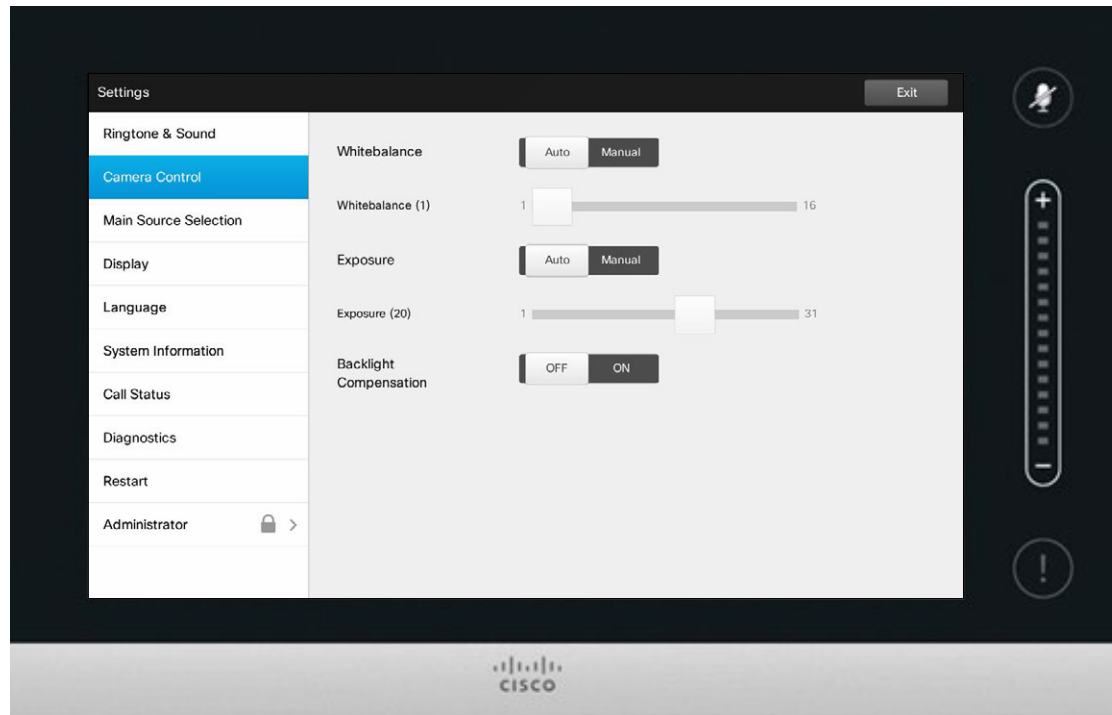 Settings
Exit
Ringtone & Sound
Camera Control
Main Source Selection
Display
Language
System Information
Call Status
Diagnostics
Restart
Administrator >
Whitebalance
Auto Manual
Whitebalance (1)
1 16
Exposure
Auto Manual
Exposure (20)
1 31
Backlight
Compensation
OFF ON
+
−
!
CISCO